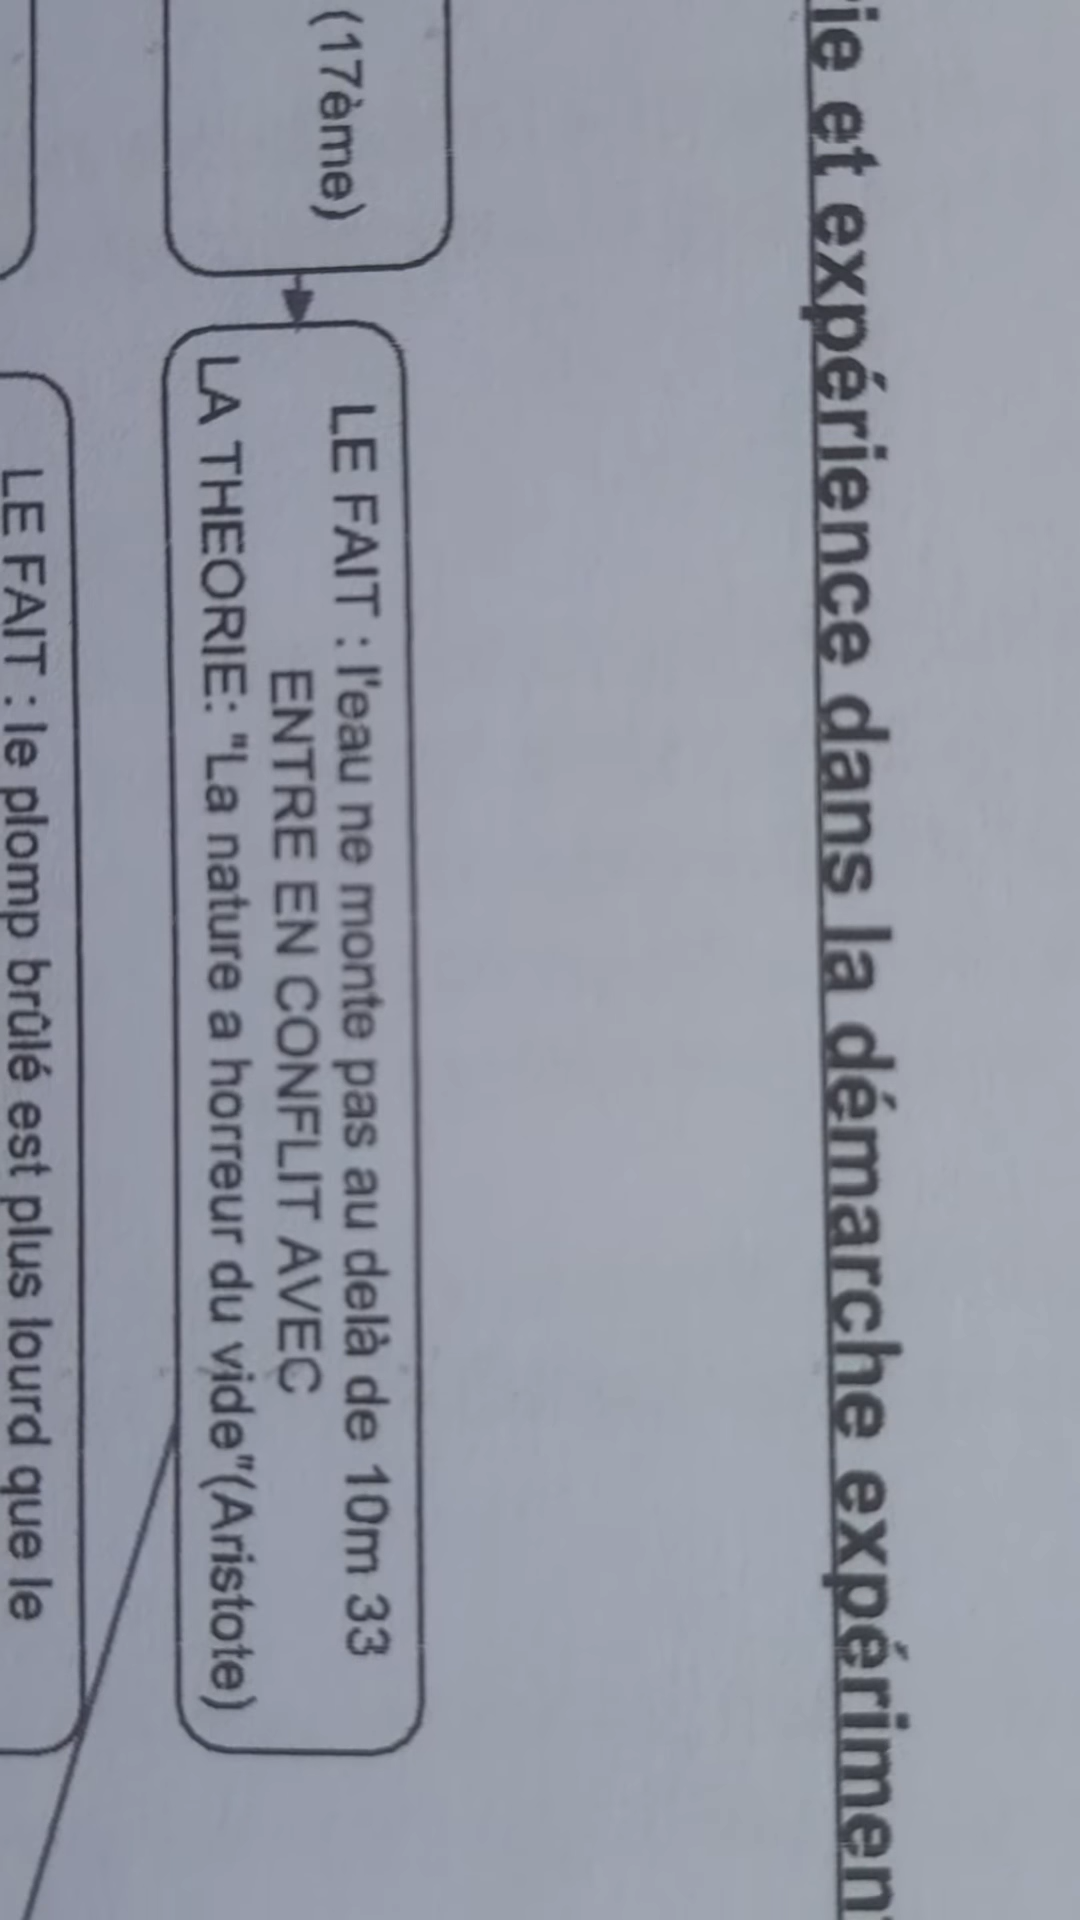 et expérience dans la démarche
(17ème)
LE FAIT : l'eau ne monte pas au delà de 10m 33
ENTRE EN CONFLIT AVEC
LA THEORIE: "La nature a horreur du vide"(Aristote)
LE FAIT : le plomp brûlé est plus lourd que le